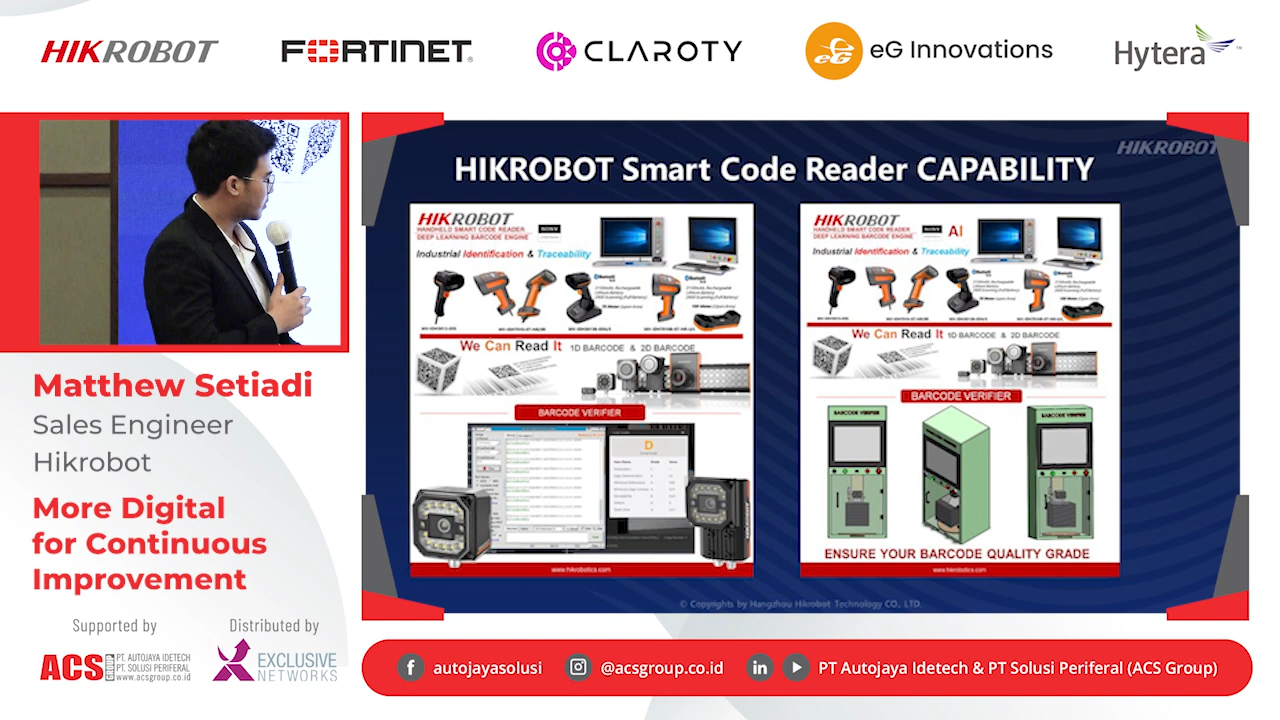 HIKROBOT
FORTINET
CLAROTY
eG
eG Innovations
Hytera
Matthew Setiadi
Sales Engineer
Hikrobot
More Digital
for Continuous
Improvement
Supported by
ACS
PT. AUTOJAYA IDETECH
PT. SOLUSI PERIFERAL
www.acsgroup.co.id
Distributed by
EXCLUSIVE
NETWORKS
HIKROBOT
HIKROBOT Smart Code Reader CAPABILITY
HIKROBOT
HANDHELD SMART CODE READER
DEEP LEARNING BARCODE ENGINE
Industrial Identification & Traceability
We Can Read It 1D BARCODE & 2D BARCODE
BARCODE VERIFIER
D
www.hikrobotics.com
HIKROBOT
HANDHELD SMART CODE READER
DEEP LEARNING BARCODE ENGINE
AI
Industrial Identification & Traceability
We Can Read It 1D BARCODE & 2D BARCODE
BARCODE VERIFIER
BARCODE VERIFIER
BARCODE VERIFIER
ENSURE YOUR BARCODE QUALITY GRADE
www.hikrobotics.com
© Copyrights by Hangzhou Hikrobot Technology CO., LTD.
autojayasolusi
@acsgroup.co.id
PT Autojaya Idetech & PT Solusi Periferal (ACS Group)